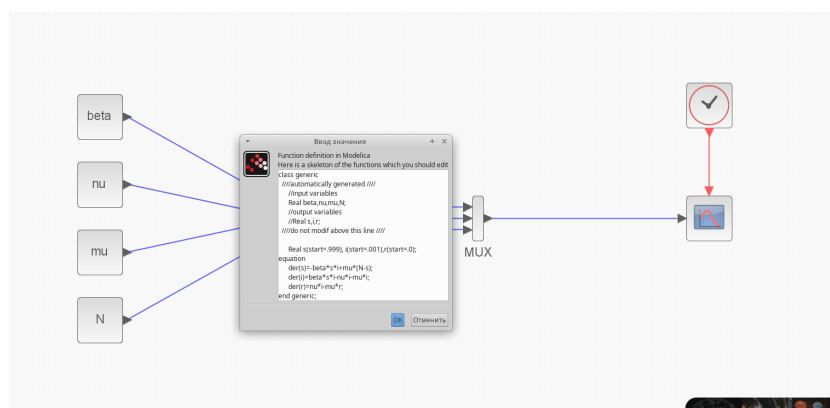 beta
nu
mu
N
Ввод значения
Function definition in Modelica
Here is a skeleton of the functions which you should edit
class generic
////automatically generated ////
//input variables
Real beta,nu,mu,N;
//output variables
//Real s,i,r;
////do not modif above this line ////
Real s(start=.999), i(start=.001),r(start=.0);
equation
der(s)=-beta*s*i+mu*(N-s);
der(i)=beta*s*i-nu*i-mu*i;
der(r)=nu*i-mu*r;
end generic;
OK
Отменить
MUX